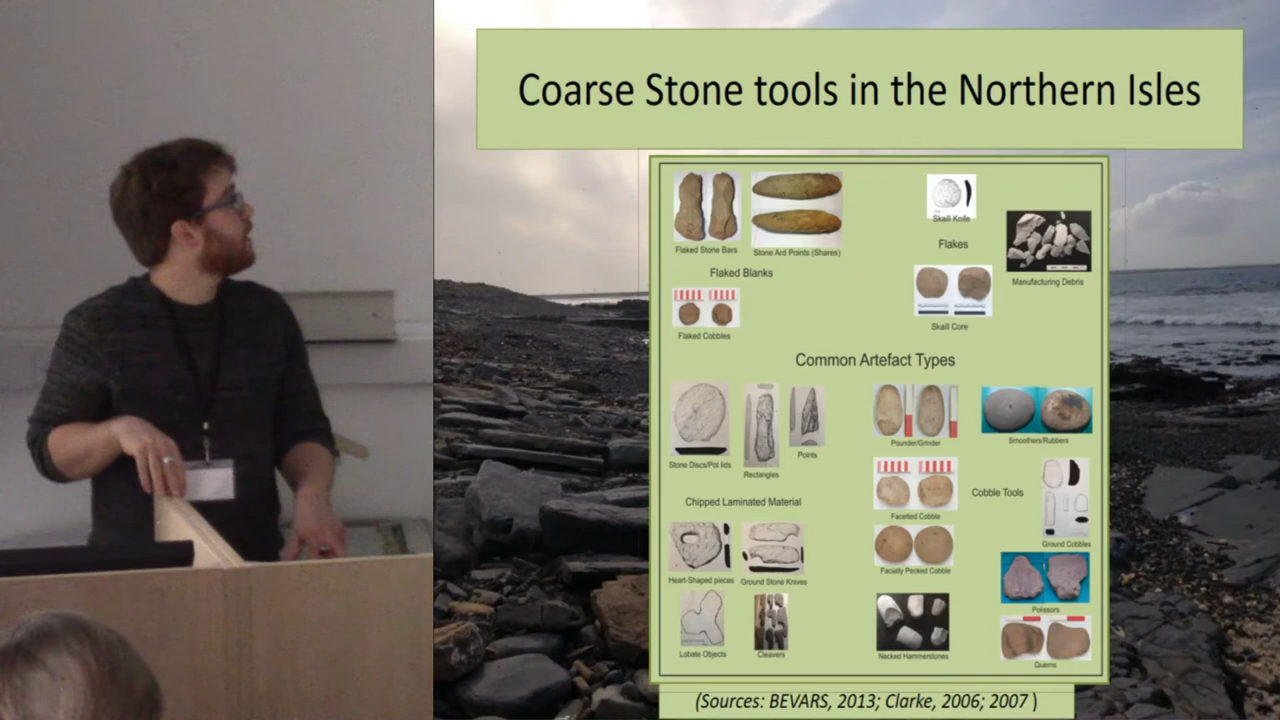 Coarse Stone tools in the Northern Isles
Flaked Stone Bars
Stone Ard Points (Shares)
Skaill Knife
Flakes
Manufacturing Debris
Flaked Blanks
Flaked Cobbles
Skaill Core
Common Artefact Types
Stone Discs/Pot lids
Rectangles
Points
Pounder/Grinder
Smoothers/Rubbers
Chipped Laminated Material
Facetted Cobble
Cobble Tools
Ground Cobbles
Heart-Shaped pieces
Ground Stone Knives
Facially Pecked Cobble
Polissors
Lobate Objects
Cleavers
Necked Hammerstones
Querns
(Sources: BEVARS, 2013; Clarke, 2006; 2007 )